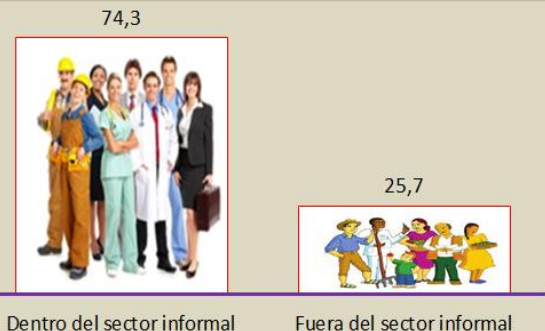 74,3
25,7
Dentro del sector informal
Fuera del sector informal